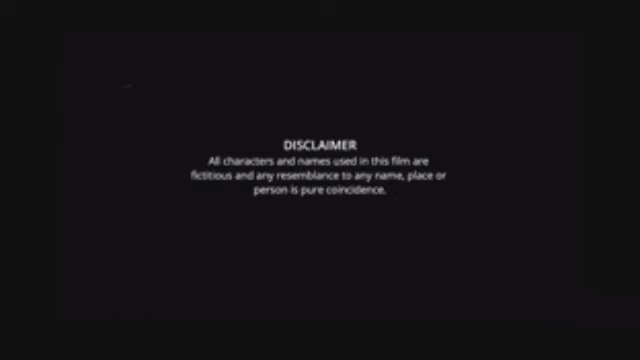 DISCLAIMER
All characters and names used in this film are
fictitious and any resemblance to any name, place or
person is pure coincidence.